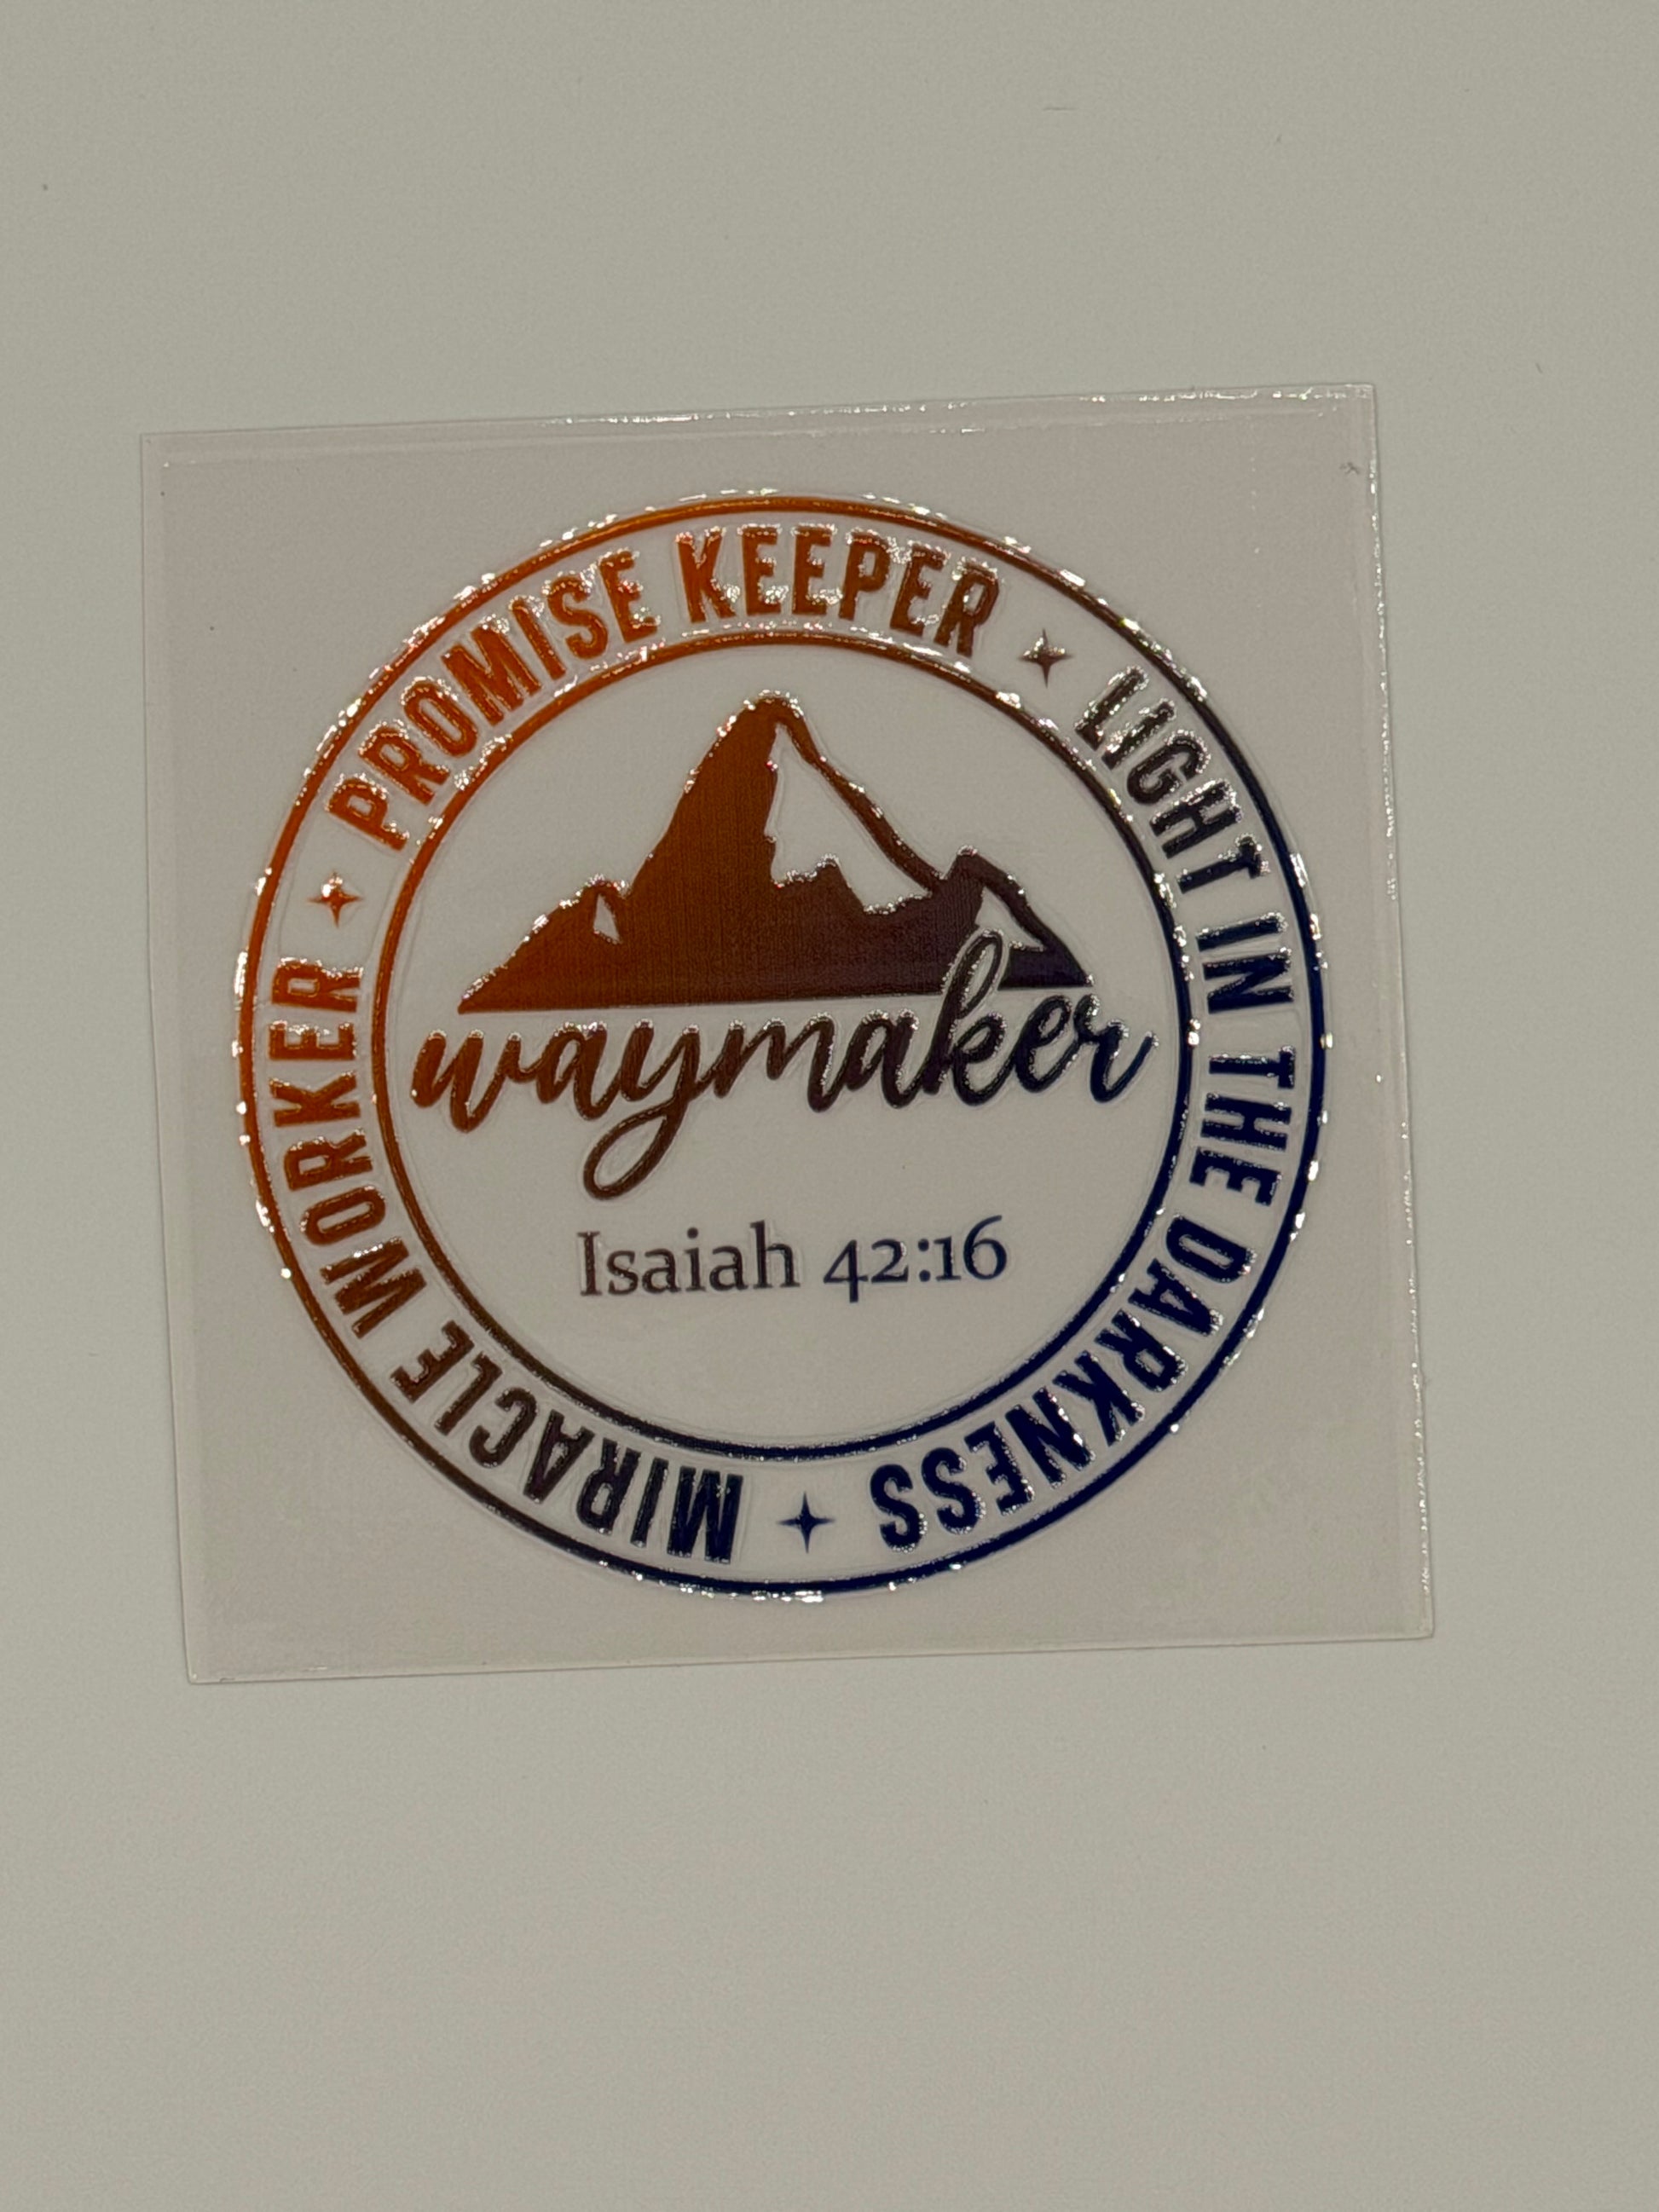 MIRACLE WORKER ✦ PROMISE KEEPER ✦ LIGHT IN THE DARKNESS ✦
waymaker
Isaiah 42:16